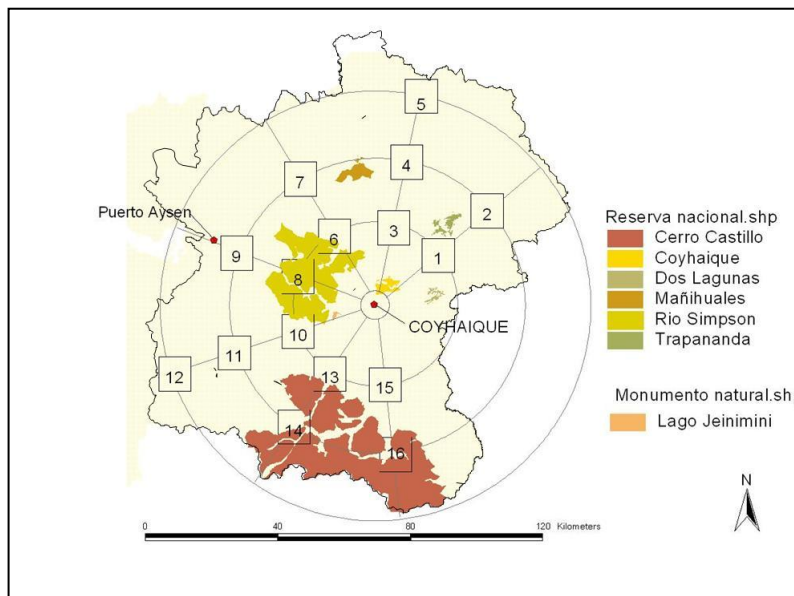 5
4
7
Puerto Aysen
2
3
6
1
9
8
COYHAIQUE
10
11
12
13
15
14
16
Reserva nacional.shp
Cerro Castillo
Coyhaique
Dos Lagunas
Mañihuales
Rio Simpson
Trapananda
Monumento natural.sh
Lago Jeinimini
N
0 40 80 120 Kilometers